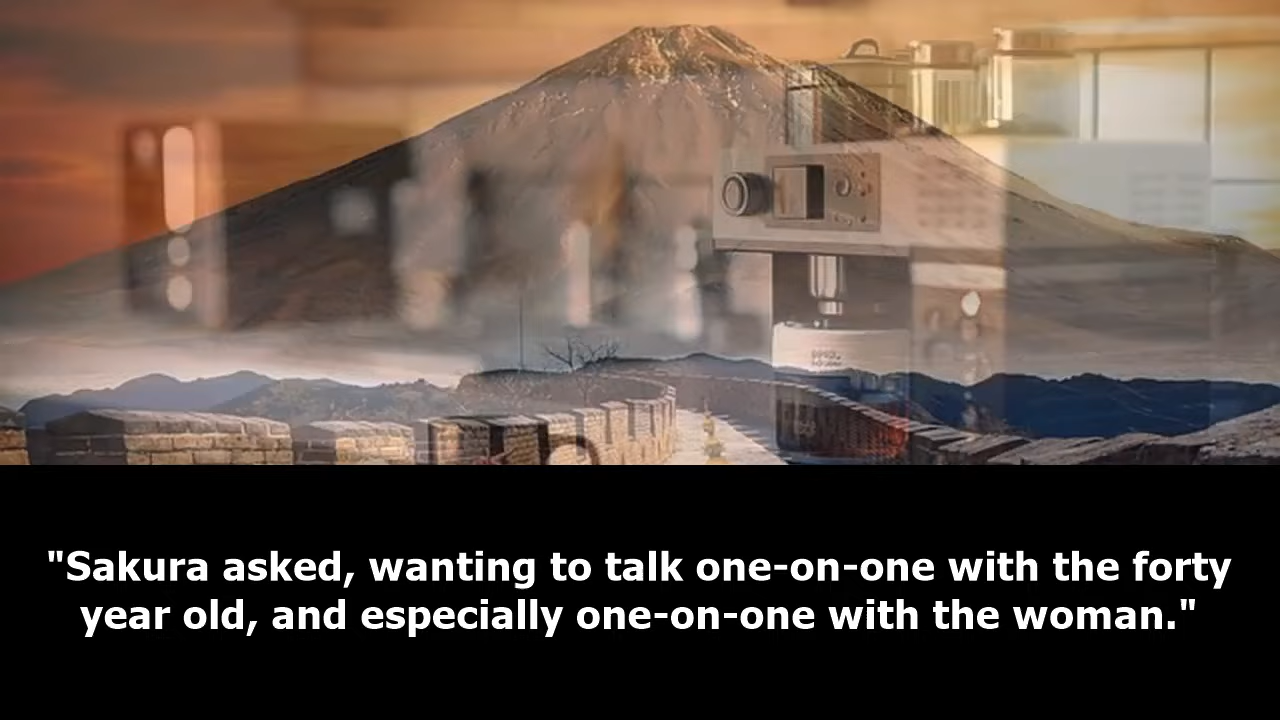 "Sakura asked, wanting to talk one-on-one with the forty
year old, and especially one-on-one with the woman."